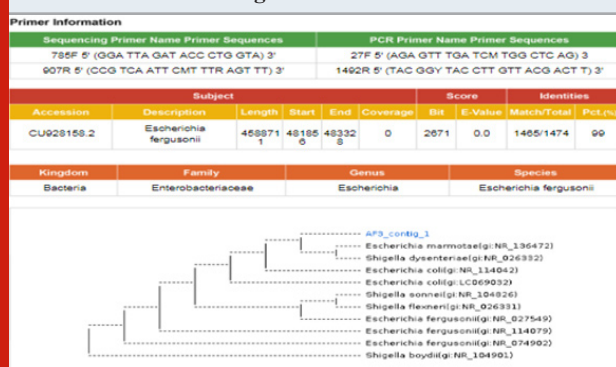 Primer Information
Sequencing Primer Name Primer Sequences PCR Primer Name Primer Sequences
785F 5' (GGA TTA GAT ACC CTG GTA) 3' 27F 5' (AGA GTT TGA TCM TGG CTC AG) 3
907R 5' (CCG TCA ATT CMT TTR AGT TT) 3' 1492R 5' (TAC GGY TAC CTT GTT ACG ACT T) 3'
Subject Score Identities
Accession Description Length Start End Coverage Bit E-Value Match/Total Pct.(%)
CU928158.2 Escherichia fergusonii 458871 1 48185 6 48332 8 0 2671 0.0 1465/1474 99
Kingdom Family Genus Species
Bacteria Enterobacteriaceae Escherichia Escherichia fergusonii
AF3_contig_1
Escherichia marmotae(gi:NR_136472)
Shigella dysenteriae(gi:NR_026332)
Escherichia coli(gi:NR_114042)
Escherichia coli(gi:LC069032)
Shigella sonnei(gi:NR_104826)
Shigella flexneri(gi:NR_026331)
Escherichia fergusonii(gi:NR_027549)
Escherichia fergusonii(gi:NR_114079)
Escherichia fergusonii(gi:NR_074902)
Shigella boydii(gi:NR_104901)